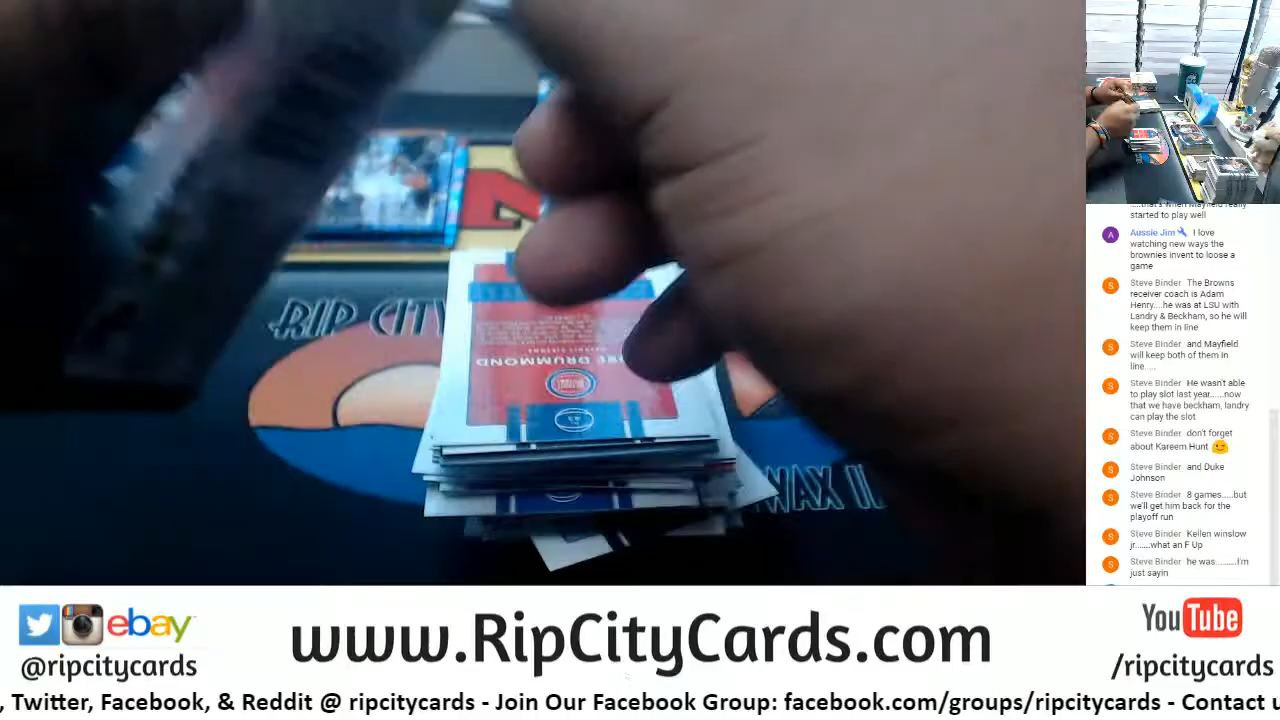 RIP CITY
DRUMMOND
WAX
....that's when Mayfield really
started to play well
Aussie Jim I love
watching new ways the
brownies invent to loose a
game
Steve Binder The Browns
receiver coach is Adam
Henry....he was at LSU with
Landry & Beckham, so he will
keep them in line
Steve Binder and Mayfield
will keep both of them in
line.....
Steve Binder He wasn't able
to play slot last year......now
that we have beckham, landry
can play the slot
Steve Binder don't forget
about Kareem Hunt 😉
Steve Binder and Duke
Johnson
Steve Binder 8 games.....but
we'll get him back for the
playoff run
Steve Binder Kellen winslow
jr.......what an F Up
Steve Binder he was.........I'm
just sayin
ebay
@ripcitycards
www.RipCityCards.com
YouTube
/ripcitycards
, Twitter, Facebook, & Reddit @ ripcitycards - Join Our Facebook Group: facebook.com/groups/ripcitycards - Contact u